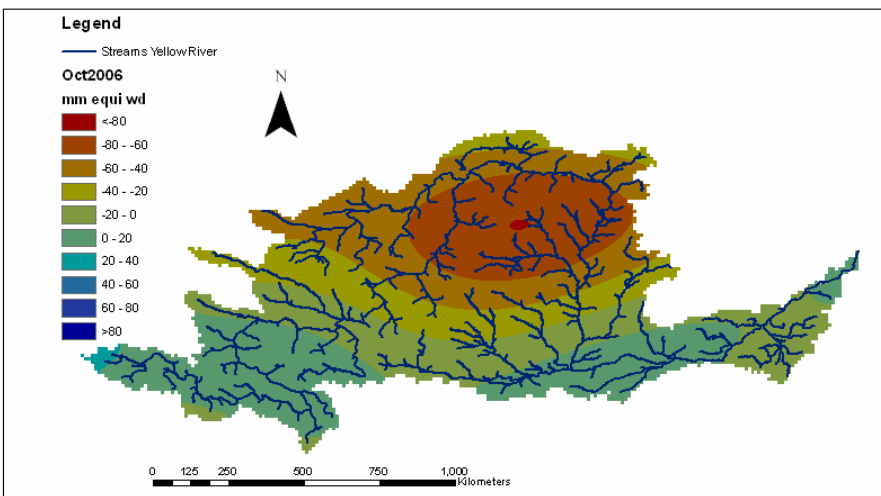 Legend
Streams YellowRiver
Oct2006
mm equi wd
<-80
-80 - -60
-60 - -40
-40 - -20
-20 - 0
0 - 20
20 - 40
40 - 60
60 - 80
>80
N
0 125 250 500 750 1,000
Kilometers